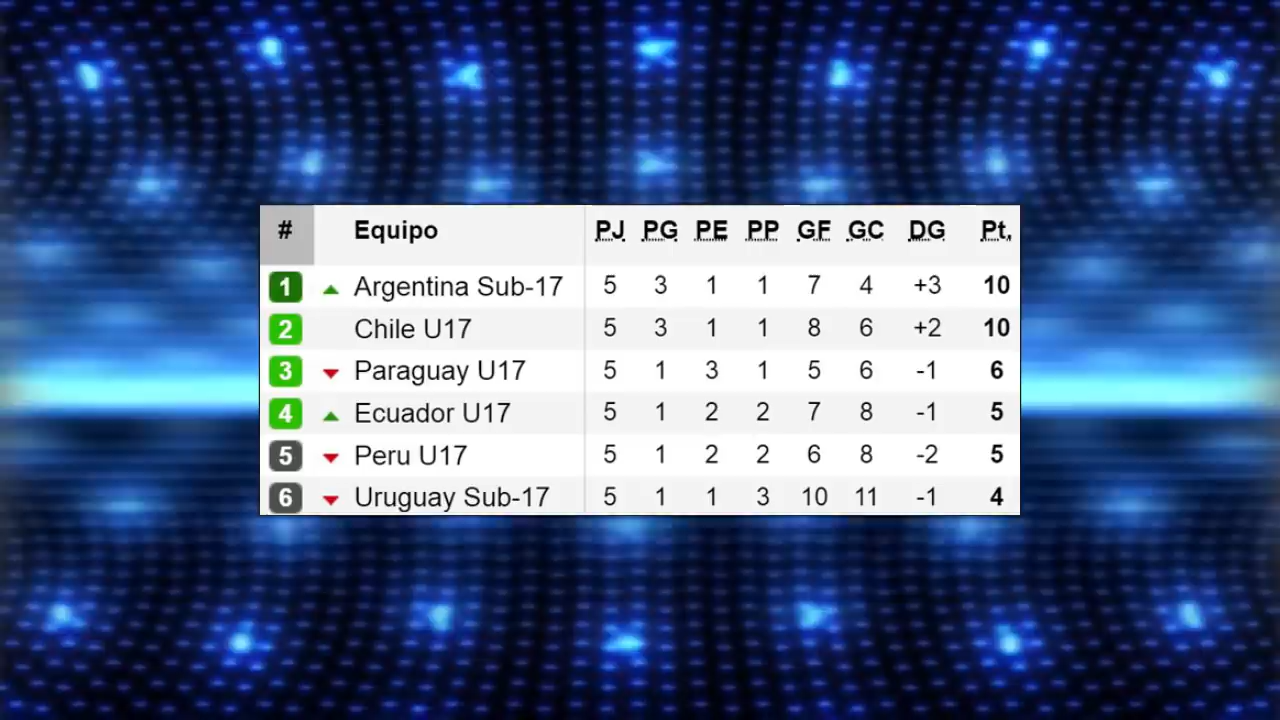 # Equipo PJ PG PE PP GF GC DG Pt.
1 Argentina Sub-17 5 3 1 1 7 4 +3 10
2 Chile U17 5 3 1 1 8 6 +2 10
3 Paraguay U17 5 1 3 1 5 6 -1 6
4 Ecuador U17 5 1 2 2 7 8 -1 5
5 Peru U17 5 1 2 2 6 8 -2 5
6 Uruguay Sub-17 5 1 1 3 10 11 -1 4